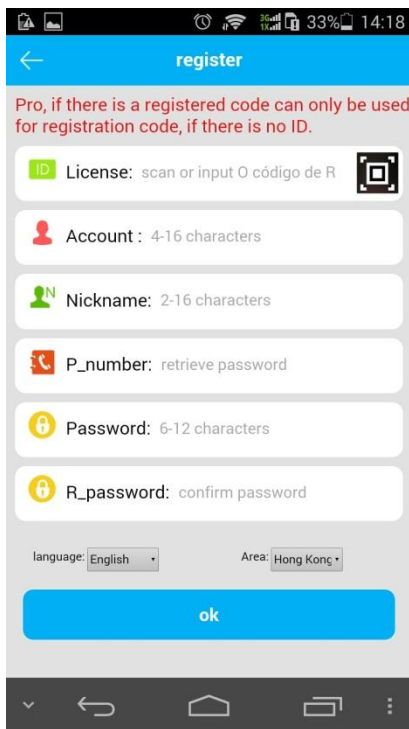 3G 1X 33% 14:18
register
Pro, if there is a registered code can only be used
for registration code, if there is no ID.
ID License: scan or input O código de R
Account : 4-16 characters
N Nickname: 2-16 characters
P_number: retrieve password
Password: 6-12 characters
R_password: confirm password
language: English Area: Hong Kong
ok